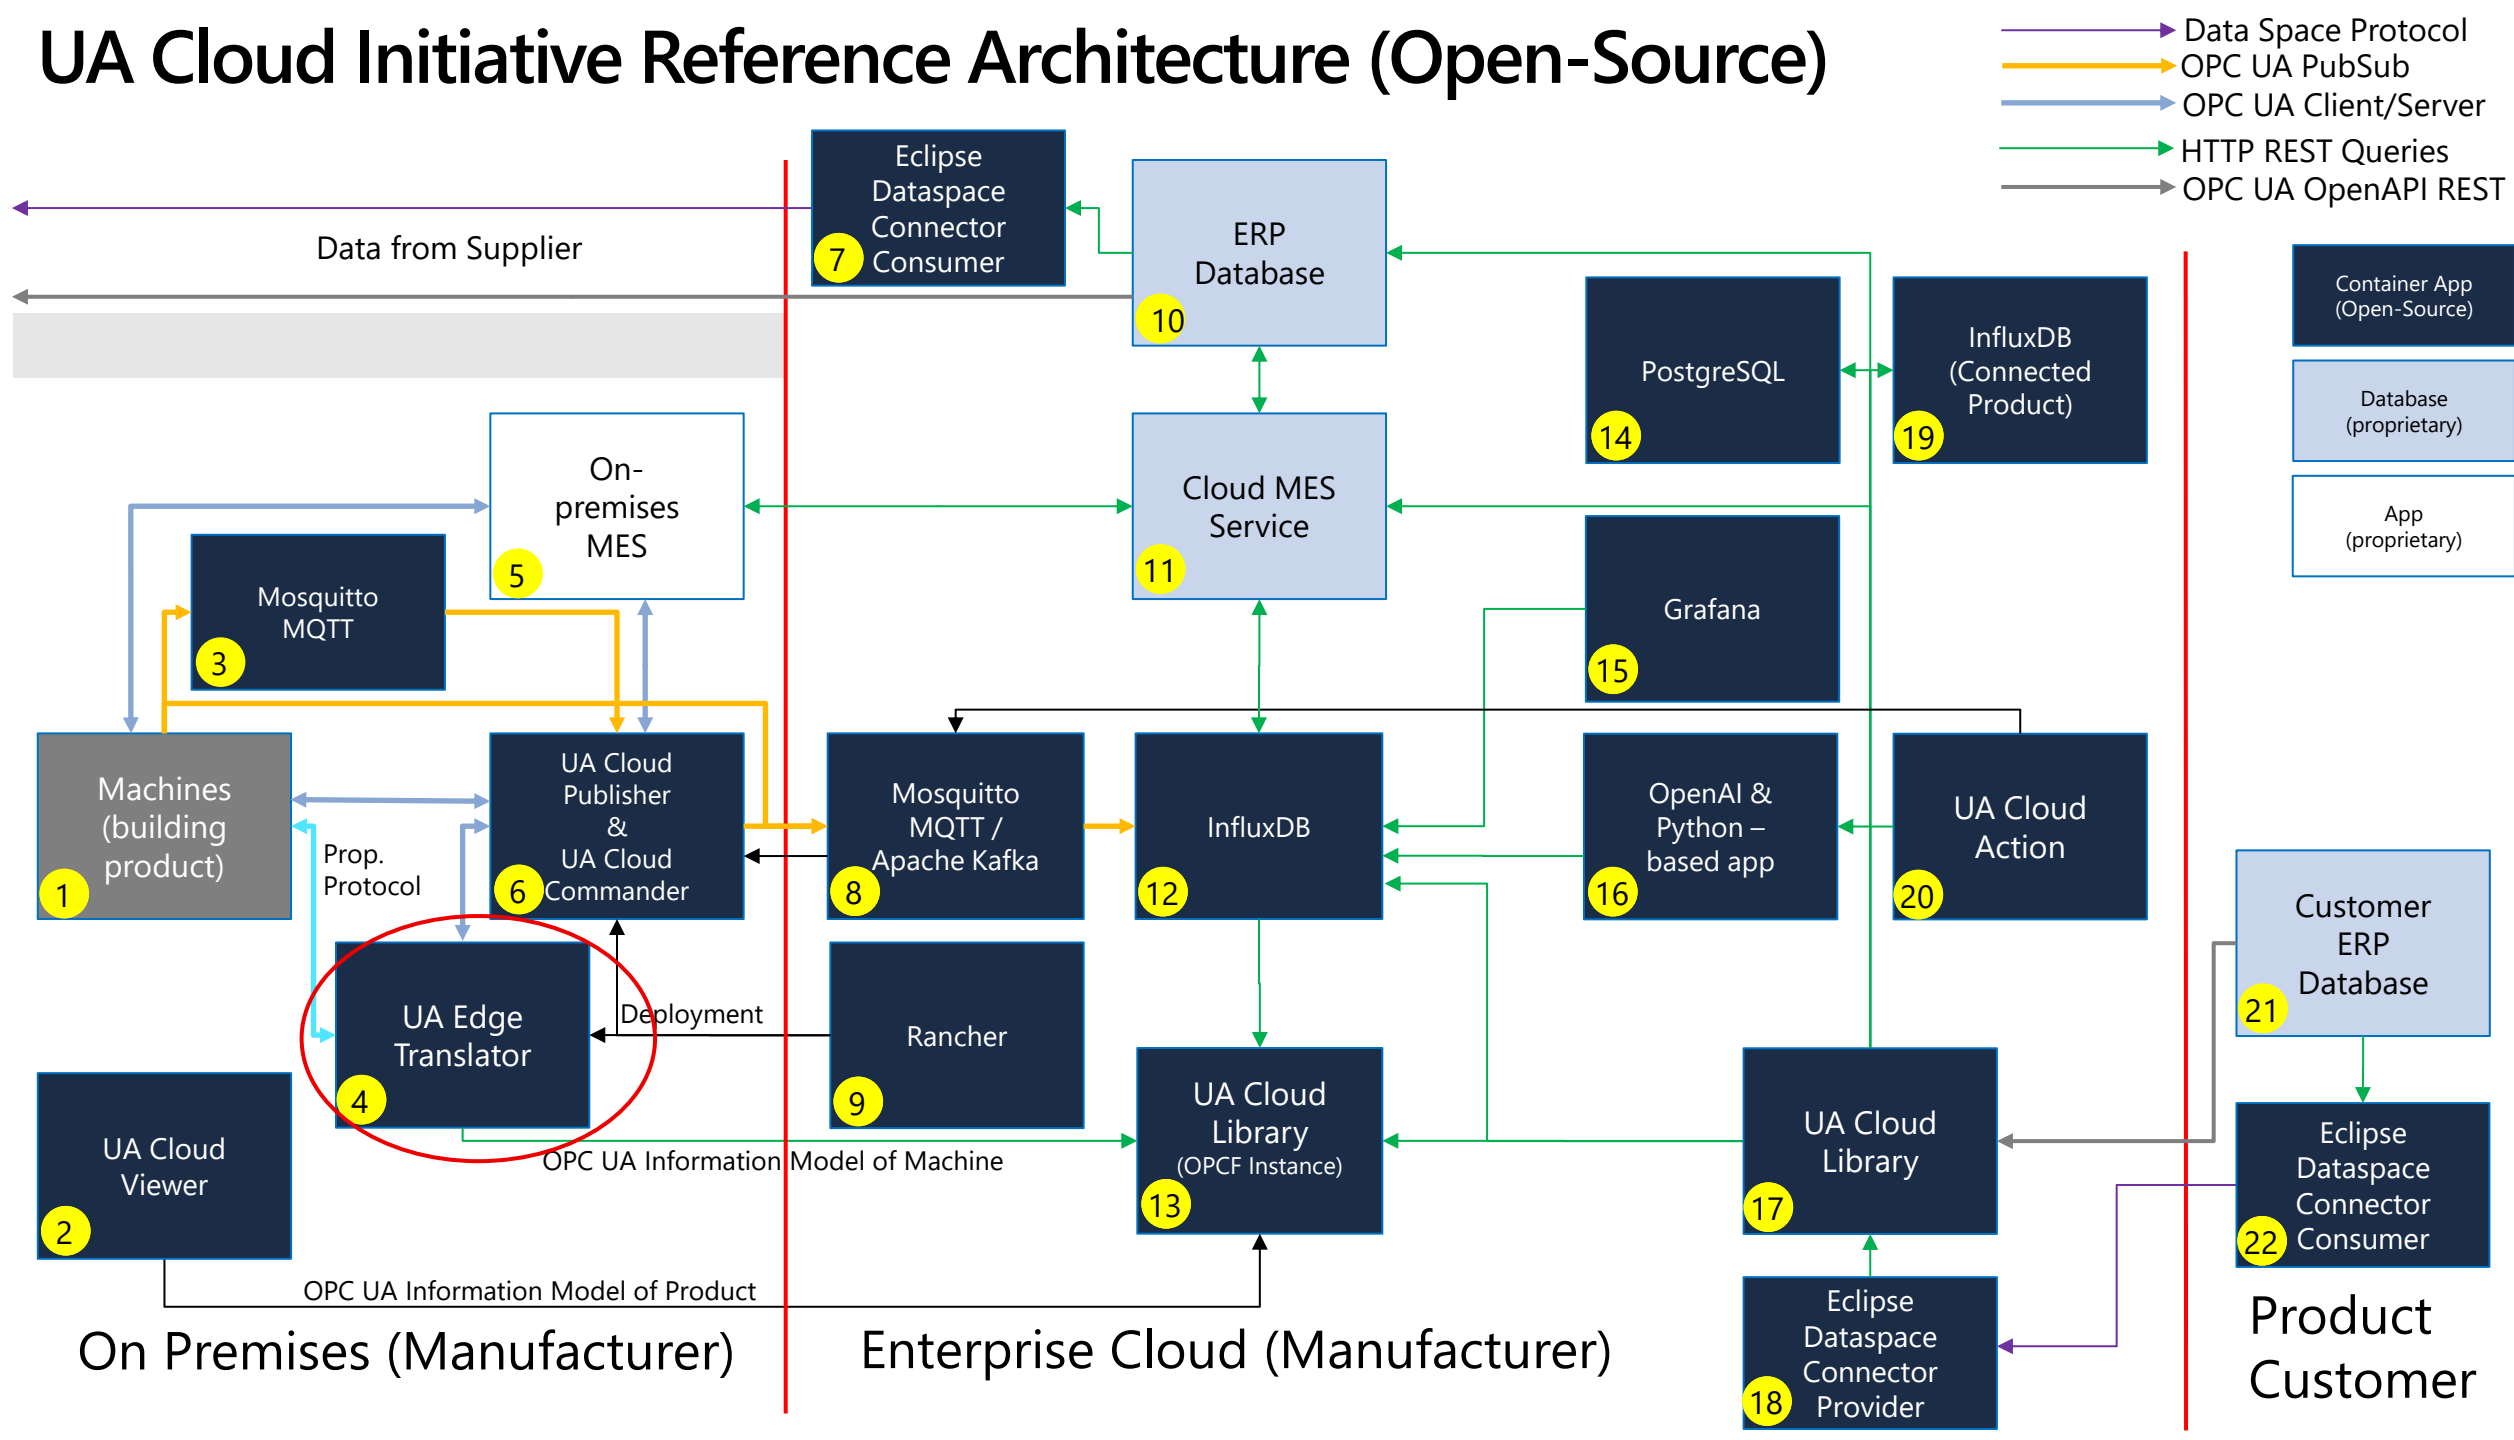 UA Cloud Initiative Reference Architecture (Open-Source)
Data Space Protocol
OPC UA PubSub
OPC UA Client/Server
HTTP REST Queries
OPC UA OpenAPI REST
Eclipse
Dataspace
Connector
Consumer
7
Data from Supplier
ERP
Database
10
Container App
(Open-Source)
Database
(proprietary)
App
(proprietary)
PostgreSQL
14
InfluxDB
(Connected
Product)
19
On-
premises
MES
5
Cloud MES
Service
11
Mosquitto
MQTT
3
Grafana
15
Machines
(building
product)
1
Prop.
Protocol
UA Cloud
Publisher
&
UA Cloud
Commander
6
Mosquitto
MQTT /
Apache Kafka
8
InfluxDB
12
OpenAI &
Python –
based app
16
UA Cloud
Action
20
Customer
ERP
Database
21
UA Edge
Translator
4
Deployment
Rancher
9
UA Cloud
Library
(OPCF Instance)
13
UA Cloud
Library
17
Eclipse
Dataspace
Connector
Consumer
22
UA Cloud
Viewer
2
OPC UA Information Model of Machine
OPC UA Information Model of Product
Eclipse
Dataspace
Connector
Provider
18
On Premises (Manufacturer)
Enterprise Cloud (Manufacturer)
Product
Customer